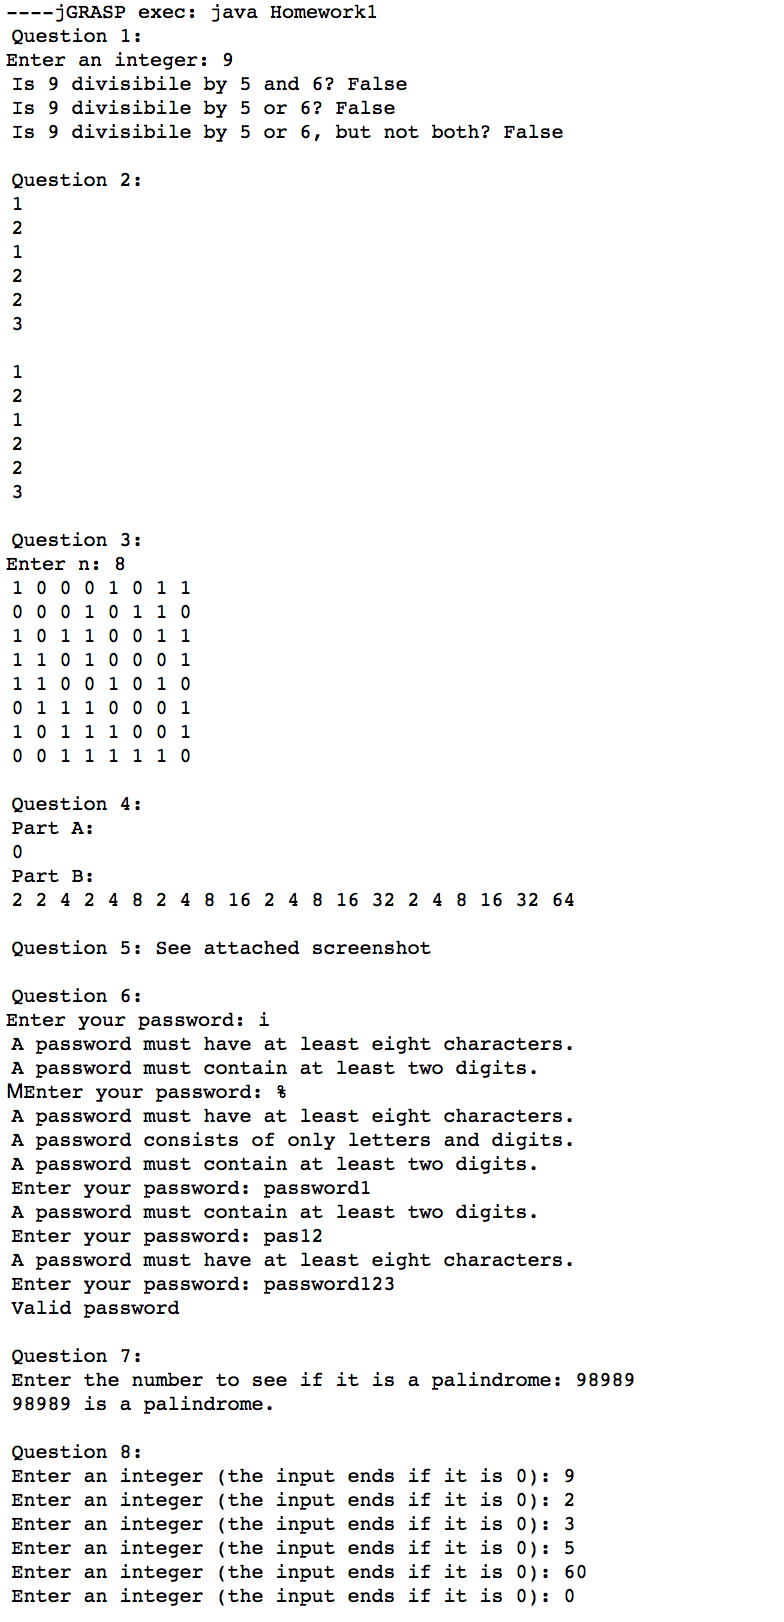 ----jGRASP exec: java Homework1
Question 1:
Enter an integer: 9
Is 9 divisibile by 5 and 6? False
Is 9 divisibile by 5 or 6? False
Is 9 divisibile by 5 or 6, but not both? False
Question 2:
1
2
1
2
2
3
1
2
1
2
2
3
Question 3:
Enter n: 8
1 0 0 0 1 0 1 1
0 0 0 1 0 1 1 0
1 0 1 1 0 0 1 1
1 1 0 1 0 0 0 1
1 1 0 0 1 0 1 0
0 1 1 1 0 0 0 1
1 0 1 1 1 0 0 1
0 0 1 1 1 1 1 0
Question 4:
Part A:
0
Part B:
2 2 4 2 4 8 2 4 8 16 2 4 8 16 32 2 4 8 16 32 64
Question 5: See attached screenshot
Question 6:
Enter your password: i
A password must have at least eight characters.
A password must contain at least two digits.
MEnter your password: %
A password must have at least eight characters.
A password consists of only letters and digits.
A password must contain at least two digits.
Enter your password: password1
A password must contain at least two digits.
Enter your password: pas12
A password must have at least eight characters.
Enter your password: password123
Valid password
Question 7:
Enter the number to see if it is a palindrome: 98989
98989 is a palindrome.
Question 8:
Enter an integer (the input ends if it is 0): 9
Enter an integer (the input ends if it is 0): 2
Enter an integer (the input ends if it is 0): 3
Enter an integer (the input ends if it is 0): 5
Enter an integer (the input ends if it is 0): 60
Enter an integer (the input ends if it is 0): 0